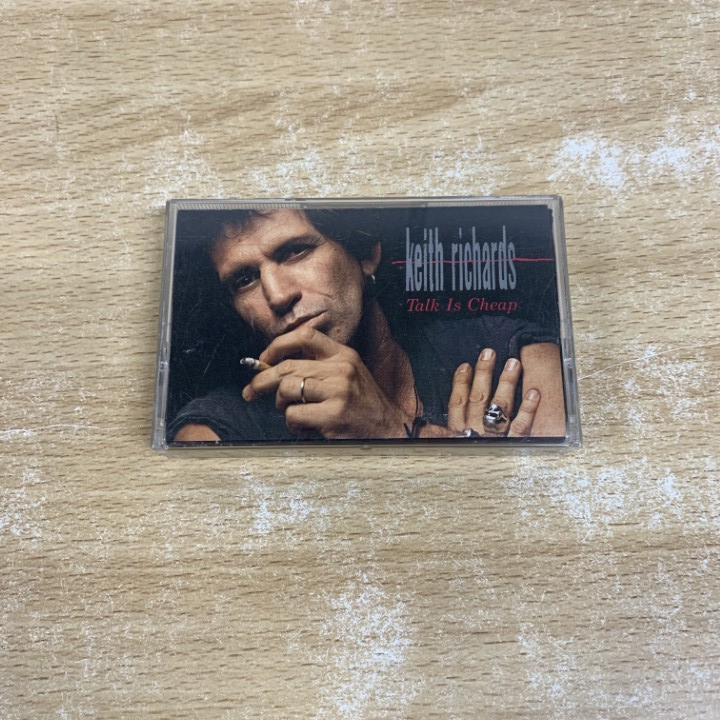 keith richards
Talk Is Cheap